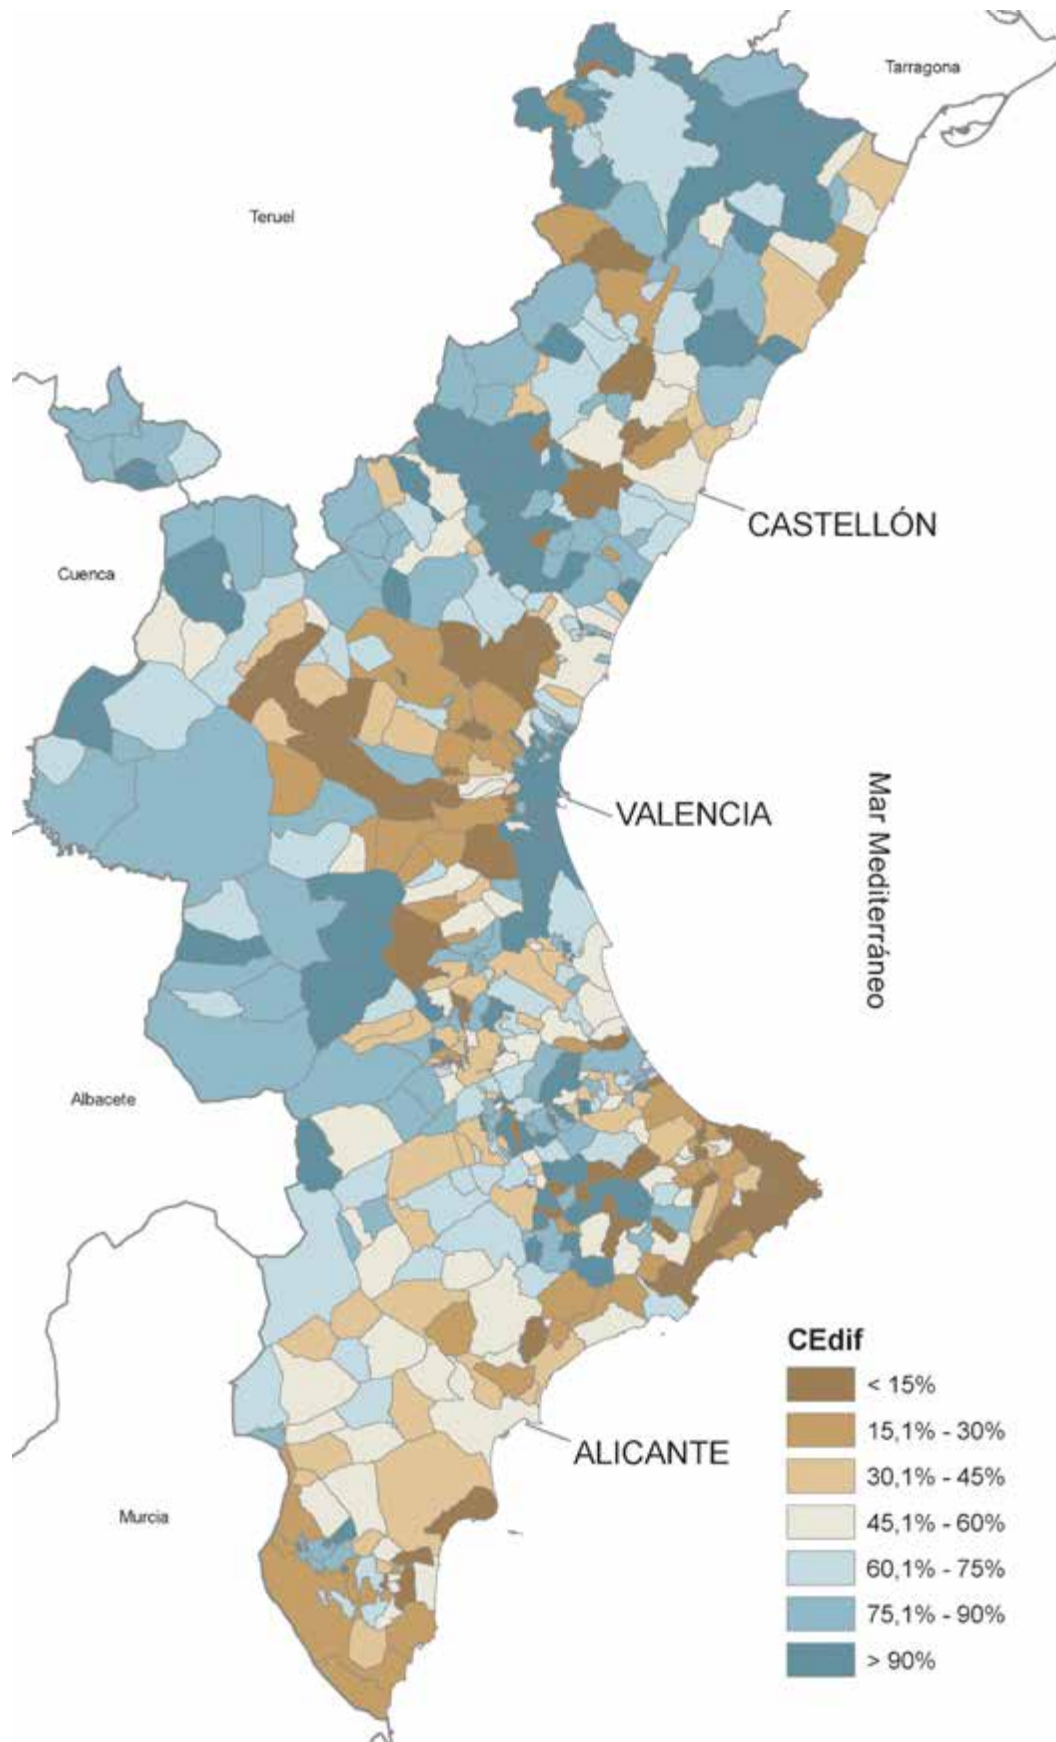 Tarragona
Teruel
CASTELLÓN
Cuenca
VALENCIA
Mar Mediterráneo
Albacete
CEdif
< 15%
15,1% - 30%
30,1% - 45%
45,1% - 60%
60,1% - 75%
75,1% - 90%
> 90%
ALICANTE
Murcia